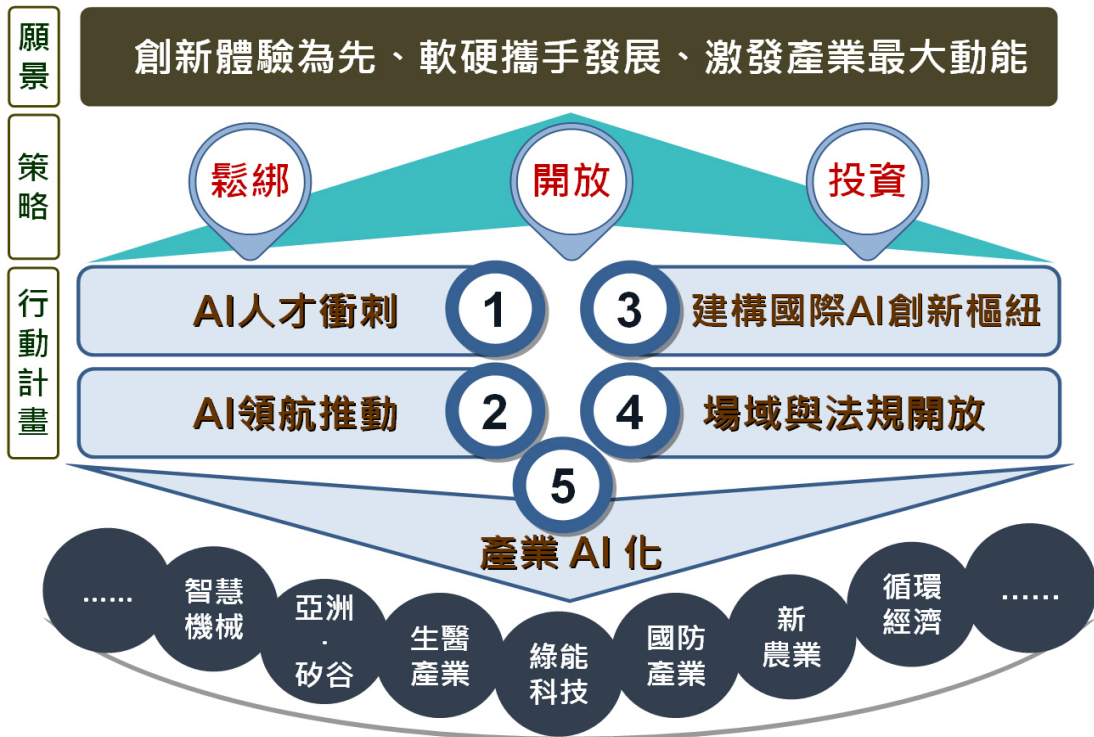 願景
創新體驗為先、軟硬攜手發展、激發產業最大動能
策略
鬆綁
開放
投資
行動計畫
AI人才衝刺
1
3
建構國際AI創新樞紐
AI領航推動
2
4
場域與法規開放
5
產業 AI 化
……
智慧
機械
亞洲
·
矽谷
生醫
產業
綠能
科技
國防
產業
新
農業
循環
經濟
……